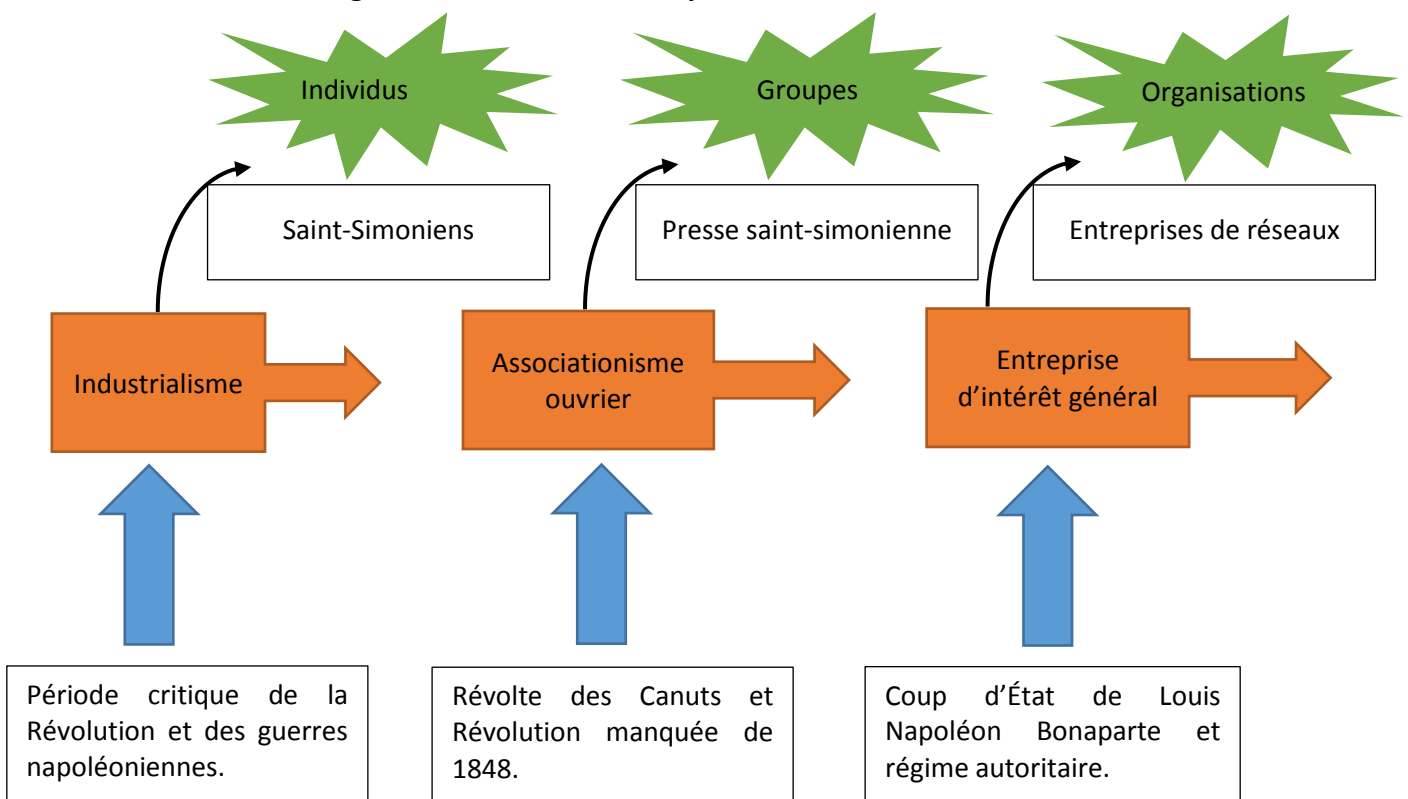 Individus
Groupes
Organisations
Saint-Simoniens
Presse saint-simonienne
Entreprises de réseaux
Industrialisme
Associationisme
ouvrier
Entreprise
d’intérêt général
Période critique de la
Révolution et des guerres
napoléoniennes.
Révolte des Canuts et
Révolution manquée de
1848.
Coup d’État de Louis
Napoléon Bonaparte et
régime autoritaire.